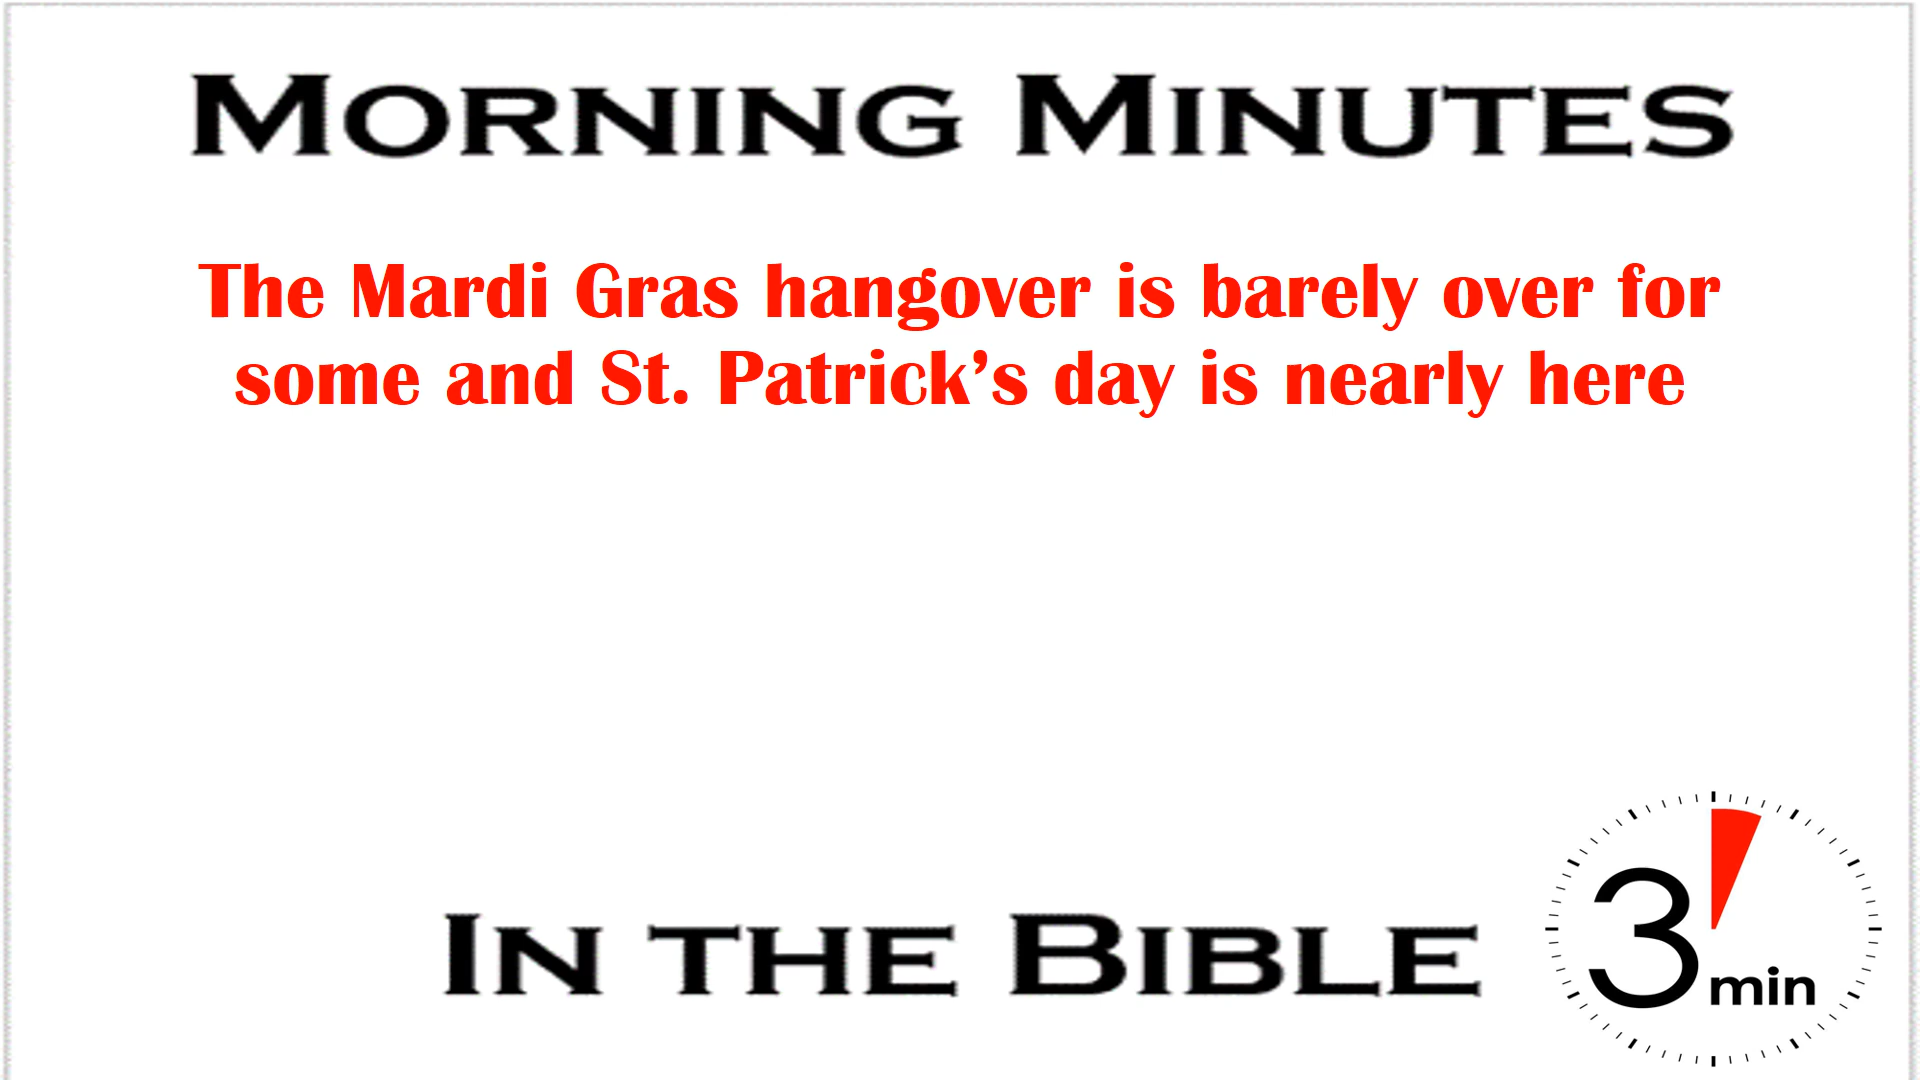 Morning Minutes
The Mardi Gras hangover is barely over for
some and St. Patrick’s day is nearly here
In the Bible
3 min